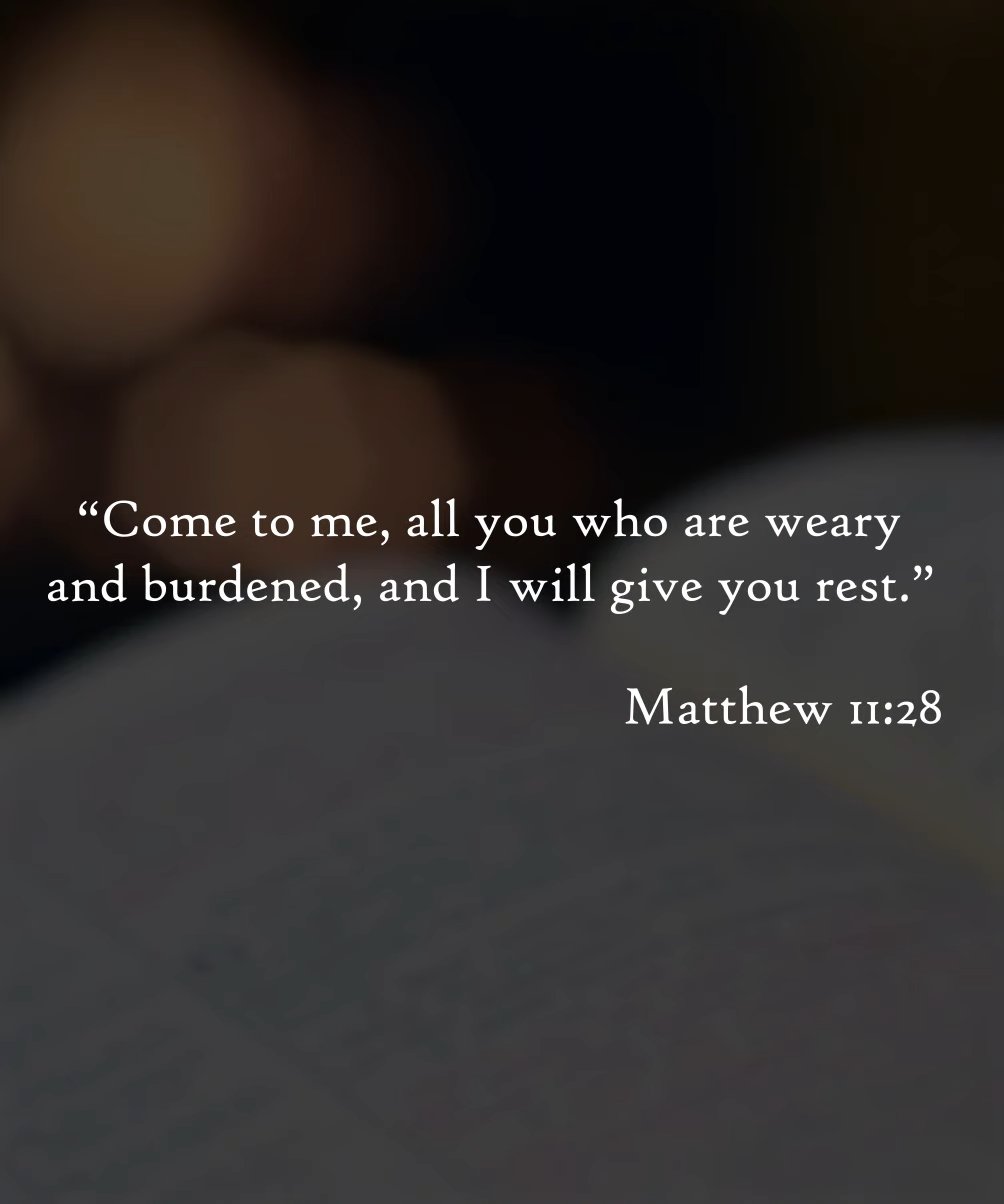 “Come to me, all you who are weary
and burdened, and I will give you rest.”
Matthew 11:28